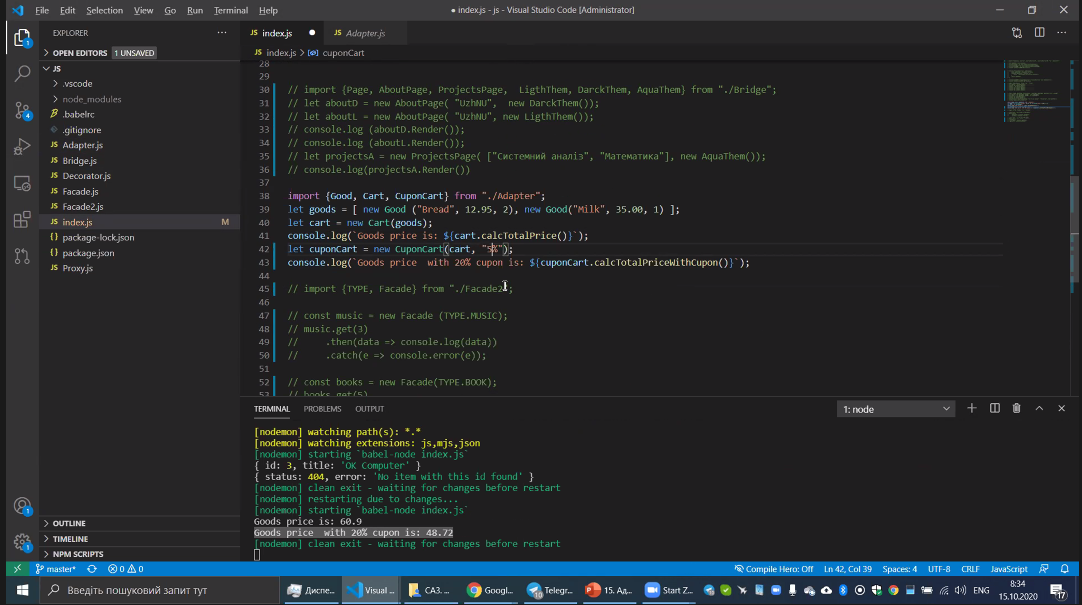 File Edit Selection View Go Run Terminal Help
● index.js - js - Visual Studio Code [Administrator]
EXPLORER
OPEN EDITORS 1 UNSAVED
JS
.vscode
node_modules
.babelrc
.gitignore
Adapter.js
Bridge.js
Darsya.js
Facade.js
Facade2.js
index.js M
package-lock.json
package.json
Proxy.js
OUTLINE
TIMELINE
NPM SCRIPTS
index.js ●
Adapter.js
index.js > cuponCart
28
29
30 // import {Page, AboutPage, ProjectsPage,  LigthThem, DarckThem, AquaThem} from "./Bridge";
31 // let aboutD = new AboutPage( "UzhNU",  new DarckThem());
32 // let aboutL = new AboutPage( "UzhNU", new LigthThem());
33 // console.log (aboutD.Render());
34 // console.log (aboutL.Render());
35 // let projectsA = new ProjectsPage( ["Системний аналіз", "Математика"], new AquaThem());
36 // console.log(projectsA.Render())
37
38 import {Good, Cart, CuponCart} from "./Adapter";
39 let goods = [ new Good ("Bread", 12.95, 2), new Good("Milk", 35.00, 1) ];
40 let cart = new Cart(goods);
41 console.log(`Goods price is: ${cart.calcTotalPrice()}`);
42 let cuponCart = new CuponCart(cart, "5%");
43 console.log(`Goods price  with 20% cupon is: ${cuponCart.calcTotalPriceWithCupon()}`);
44
45 // import {TYPE, Facade} from "./Facade2";
46
47 // const music = new Facade (TYPE.MUSIC);
48 // music.get(3)
49 //     .then(data => console.log(data))
50 //     .catch(e => console.error(e));
51
52 // const books = new Facade(TYPE.BOOK);
53 // books.get(5)
TERMINAL PROBLEMS OUTPUT
1: node
[nodemon] watching path(s): *.*
[nodemon] watching extensions: js,mjs,json
[nodemon] starting `babel-node index.js`
{ id: 3, title: 'OK Computer' }
{ status: 404, error: 'No item with this id found' }
[nodemon] clean exit - waiting for changes before restart
[nodemon] restarting due to changes...
[nodemon] starting `babel-node index.js`
Goods price is: 60.9
Goods price  with 20% cupon is: 48.72
[nodemon] clean exit - waiting for changes before restart
master* 0 0
Compile Hero: Off Ln 42, Col 39 Spaces: 4 UTF-8 CRLF JavaScript
Введіть пошуковий запит тут
Диспе...
Visual ...
САЗ. ...
Googl...
Telegr...
15. Ад...
Start Z...
ENG
8:34
15.10.2020
17